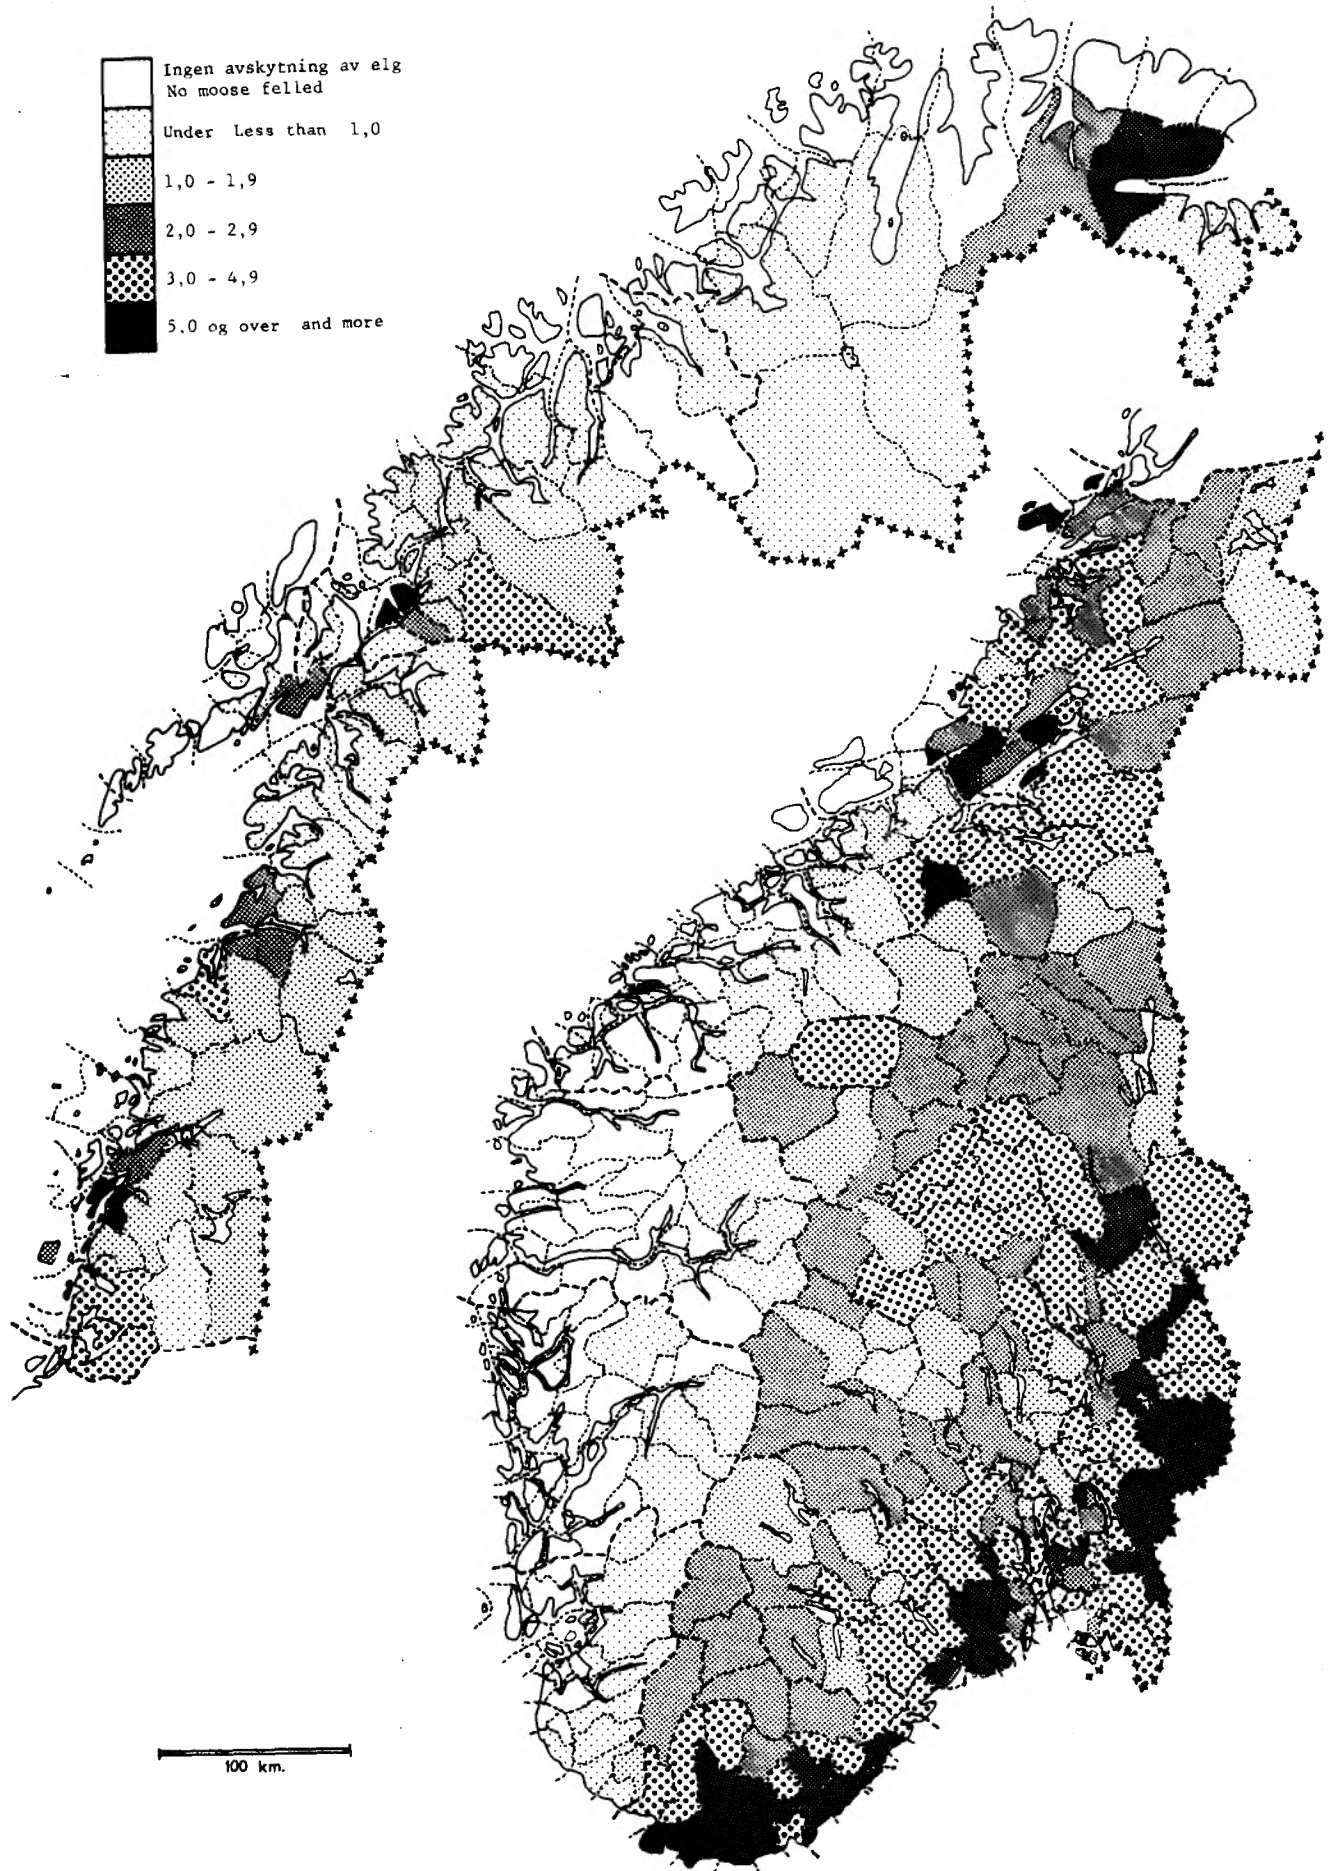 Ingen avskytning av elg
No moose felled
Under Less than 1,0
1,0 - 1,9
2,0 - 2,9
3,0 - 4,9
5,0 og over and more
100 km.